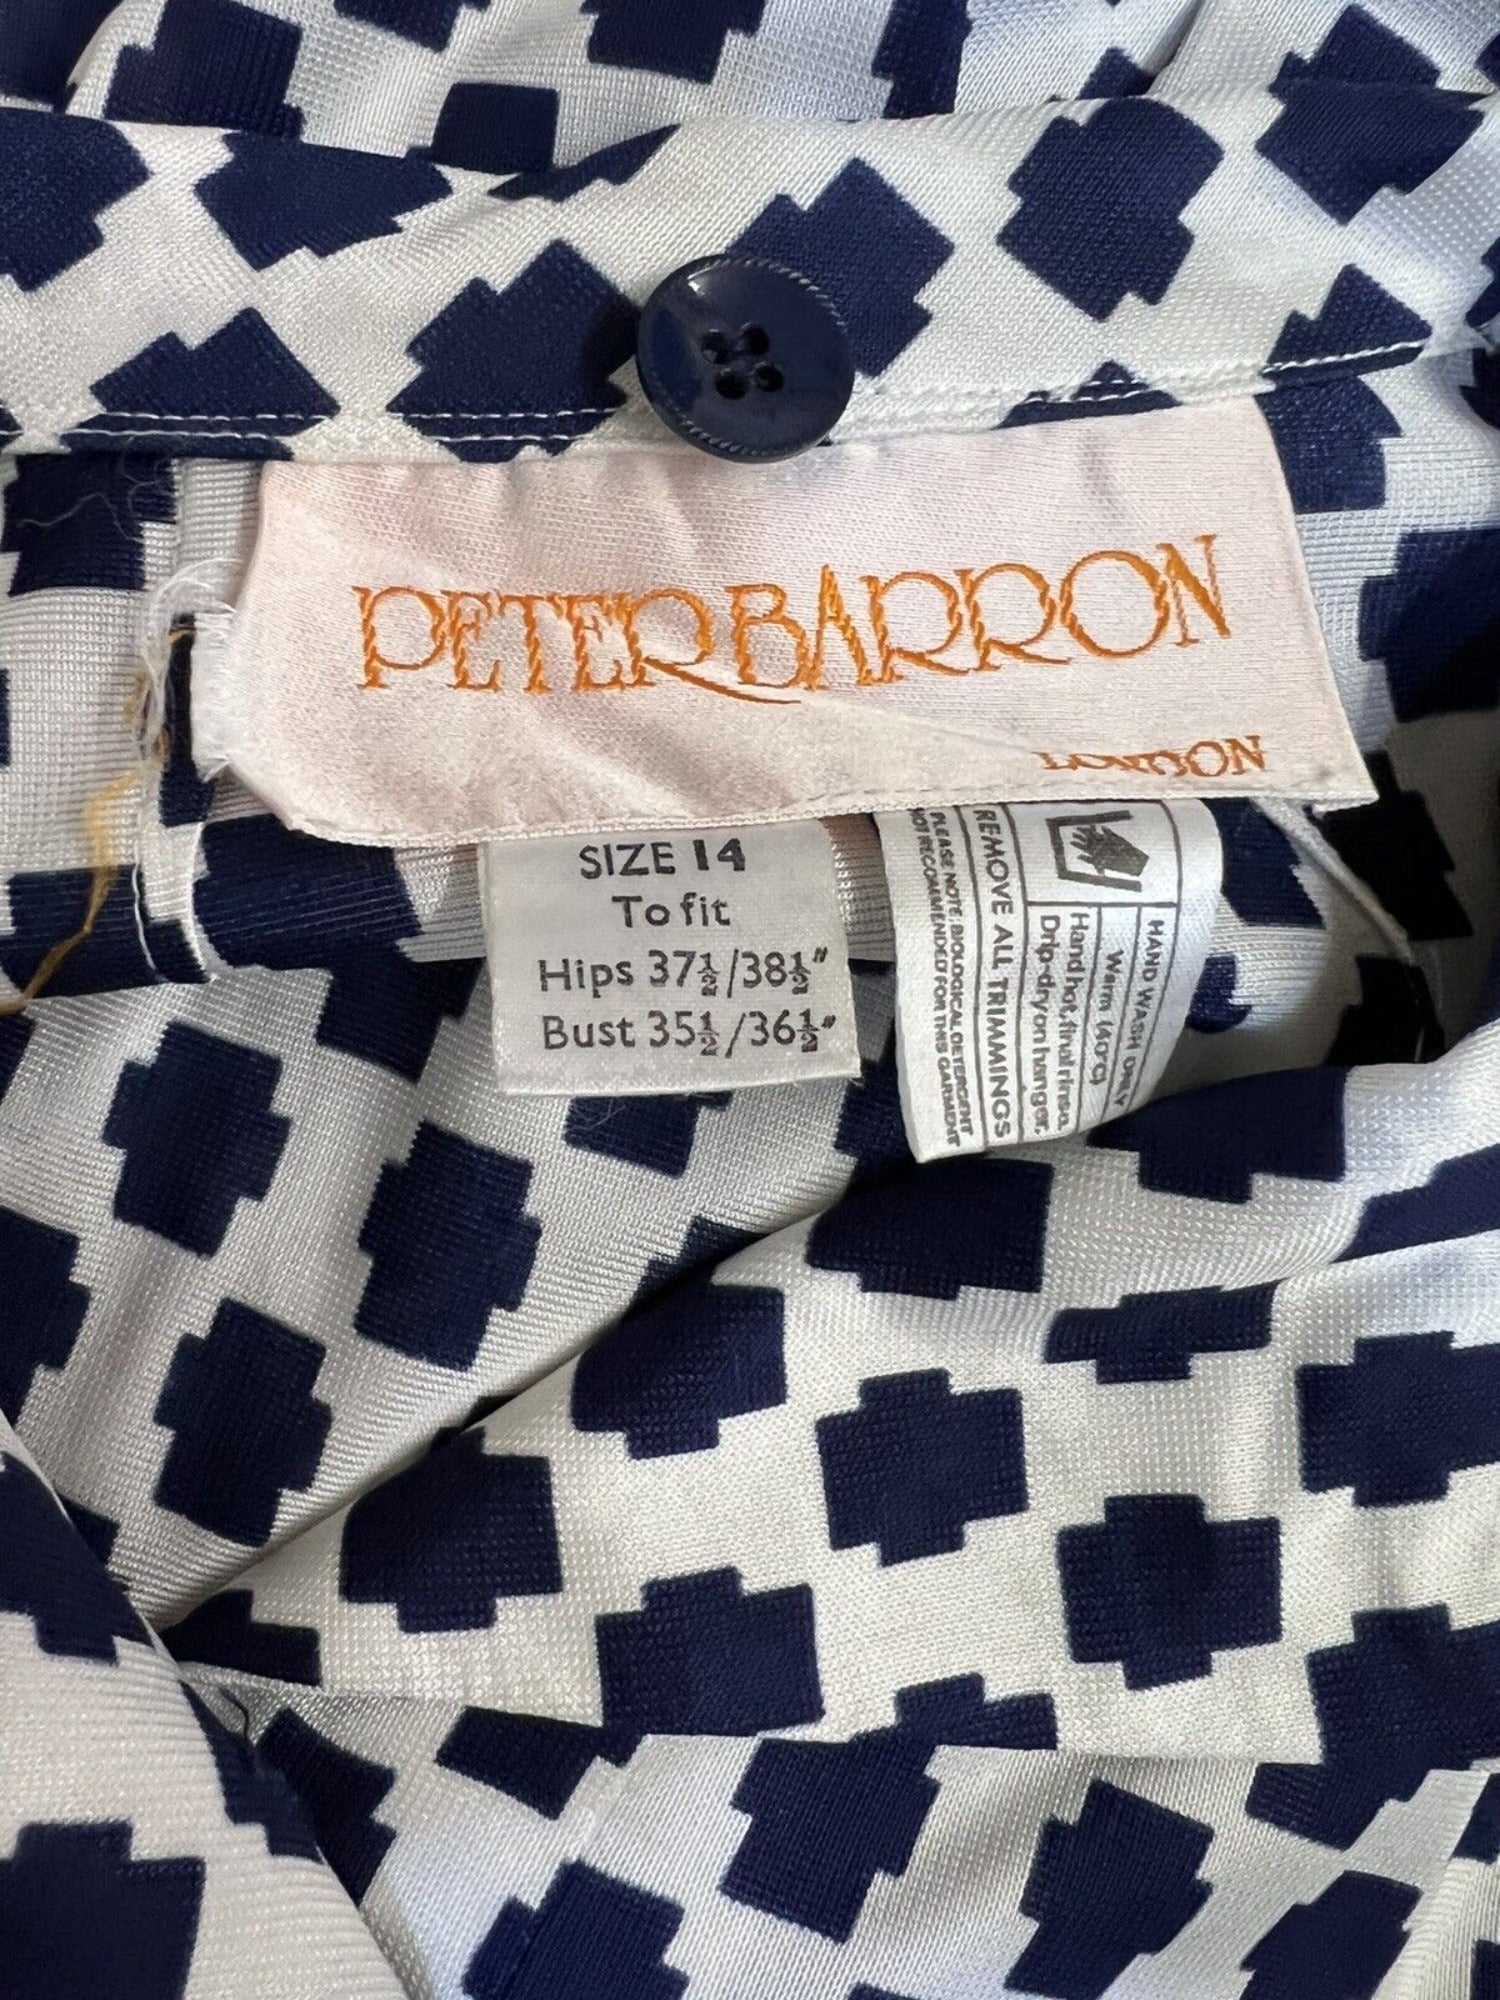 PETER BARRON
LONDON
SIZE 14
To fit
Hips 37½/38½"
Bust 35½/36½"
HAND WASH ONLY
Warm (40°C)
Hand hot, final rinse.
Drip-dry on hanger.
REMOVE ALL TRIMMINGS
PLEASE NOTE: BIOLOGICAL DETERGENT
NOT RECOMMENDED FOR THIS GARMENT